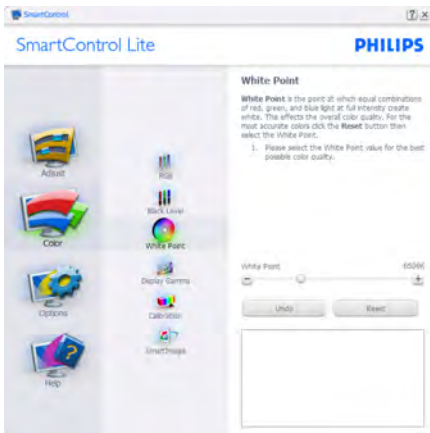 SmartControl
SmartControl Lite
PHILIPS
Adjust
Color
Options
Help
RGB
Black Level
White Point
Display Gamma
Calibration
SmartImage
White Point
White Point is the point at which equal combinations
of red, green, and blue light at full intensity create
white. This effects the overall color quality. For the
most accurate colors click the Reset button then
select the White Point.
1. Please select the White Point value for the best
possible color quality.
White Point 6506K
Undo Reset